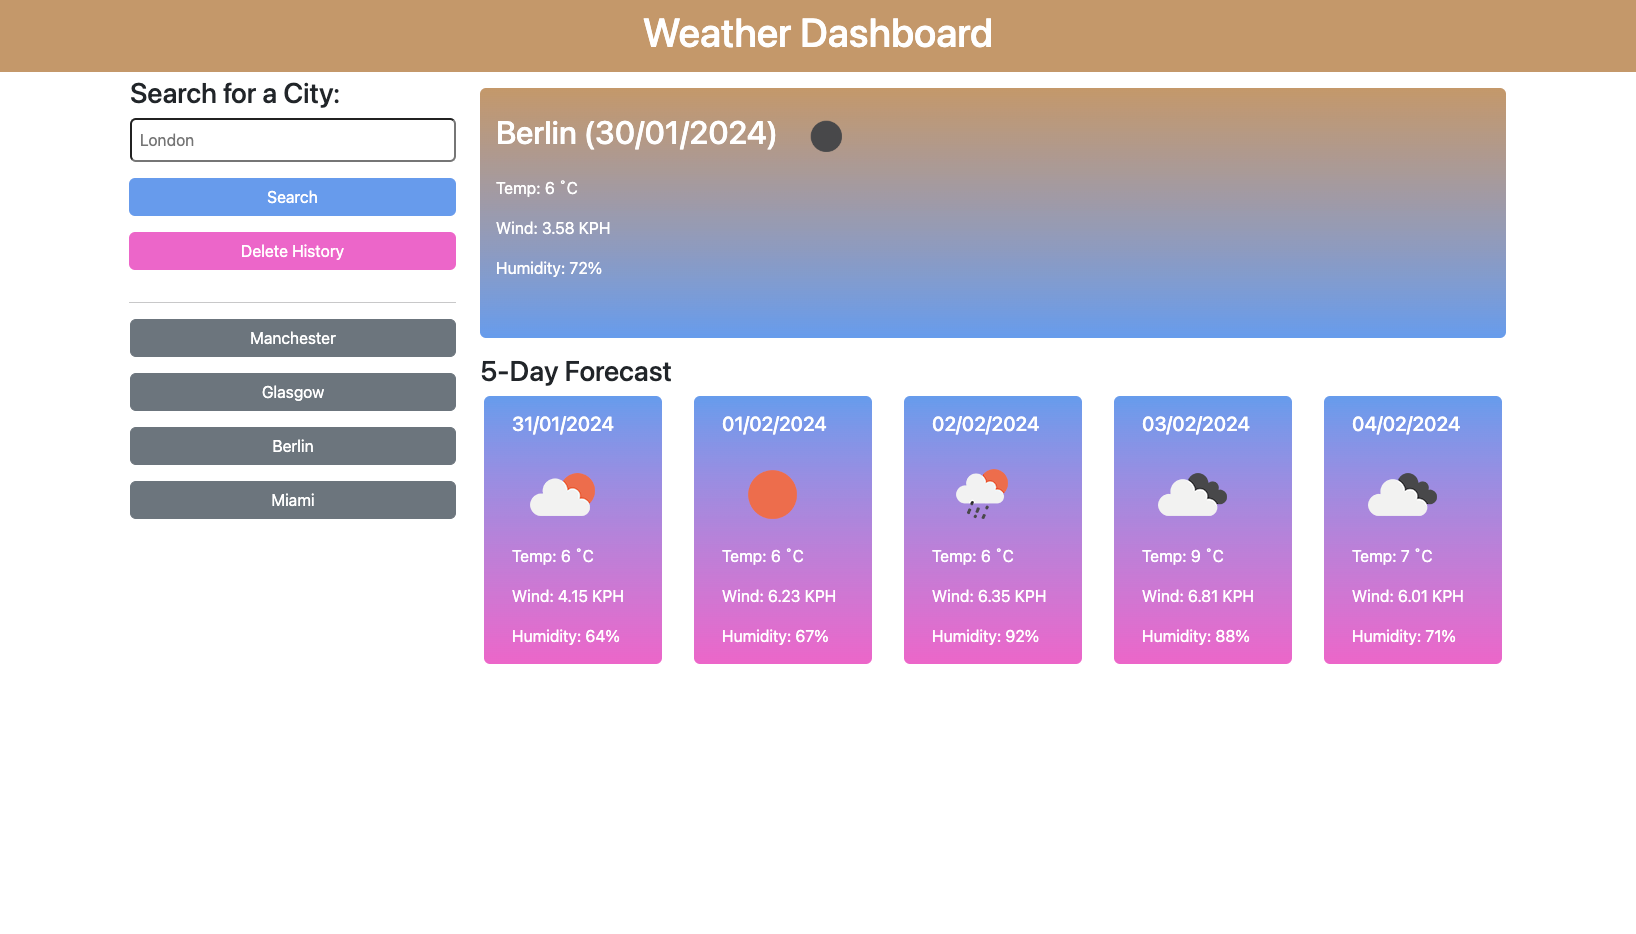 Weather Dashboard
Search for a City:
London
Search
Delete History
Manchester
Glasgow
Berlin
Miami
Berlin (30/01/2024)
Temp: 6 ˚C
Wind: 3.58 KPH
Humidity: 72%
5-Day Forecast
31/01/2024
Temp: 6 ˚C
Wind: 4.15 KPH
Humidity: 64%
01/02/2024
Temp: 6 ˚C
Wind: 6.23 KPH
Humidity: 67%
02/02/2024
Temp: 6 ˚C
Wind: 6.35 KPH
Humidity: 92%
03/02/2024
Temp: 9 ˚C
Wind: 6.81 KPH
Humidity: 88%
04/02/2024
Temp: 7 ˚C
Wind: 6.01 KPH
Humidity: 71%